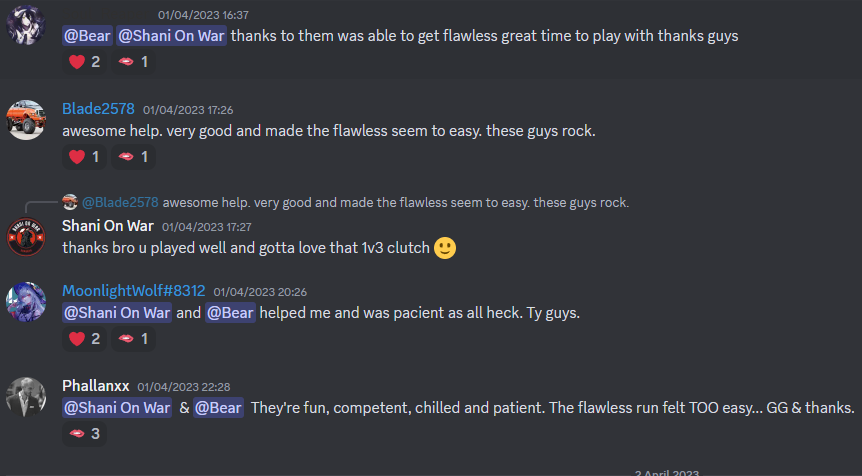 01/04/2023 16:37
@Bear @Shani On War thanks to them was able to get flawless great time to play with thanks guys
2 1
Blade2578 01/04/2023 17:26
awesome help. very good and made the flawless seem to easy. these guys rock.
1 1
@Blade2578 awesome help. very good and made the flawless seem to easy. these guys rock.
Shani On War 01/04/2023 17:27
thanks bro u played well and gotta love that 1v3 clutch
MoonlightWolf#8312 01/04/2023 20:26
@Shani On War and @Bear helped me and was pacient as all heck. Ty guys.
2 1
Phallanxx 01/04/2023 22:28
@Shani On War & @Bear They're fun, competent, chilled and patient. The flawless run felt TOO easy... GG & thanks.
3
2 April 2023